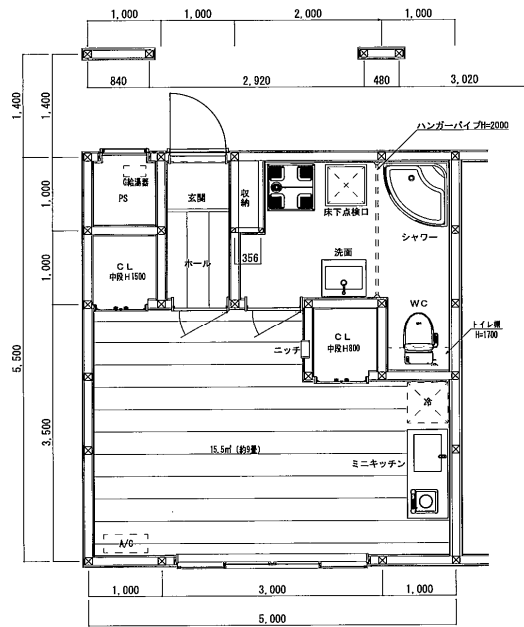 1,000
1,000
2,000
1,000
840
2,920
480
3,020
1,400
1,400
ハンガーパイプH=2000
G給湯器
PS
玄関
収納
床下点検口
シャワー
1,000
CL
中段H1500
ホール
356
洗面
1,000
WC
トイレ棚
H=1700
5,500
ニッチ
CL
中段H800
冷
3,500
15.5㎡(約9畳)
ミニキッチン
A/C
1,000
3,000
1,000
5,000